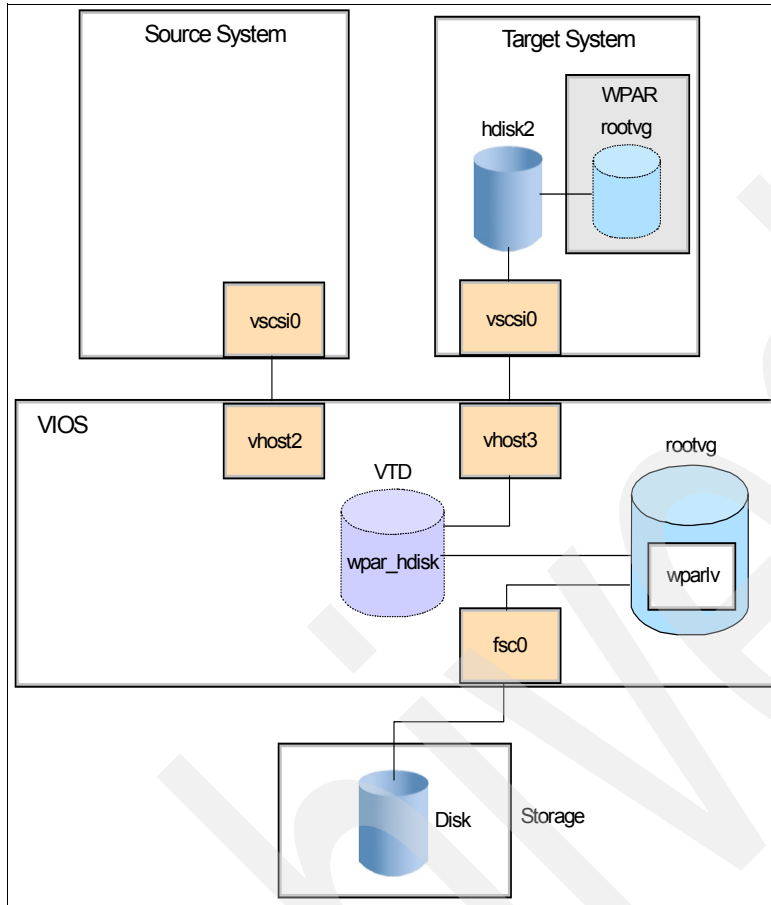 Source System
Target System
WPAR
rootvg
hdisk2
vscsi0
vscsi0
VIOS
vhost2
vhost3
rootvg
VTD
wpar_hdisk
wparlv
fsc0
Disk
Storage